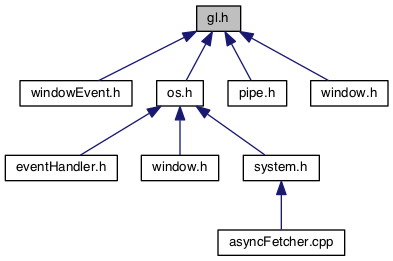 gl.h
windowEvent.h
os.h
pipe.h
window.h
eventHandler.h
window.h
system.h
asyncFetcher.cpp